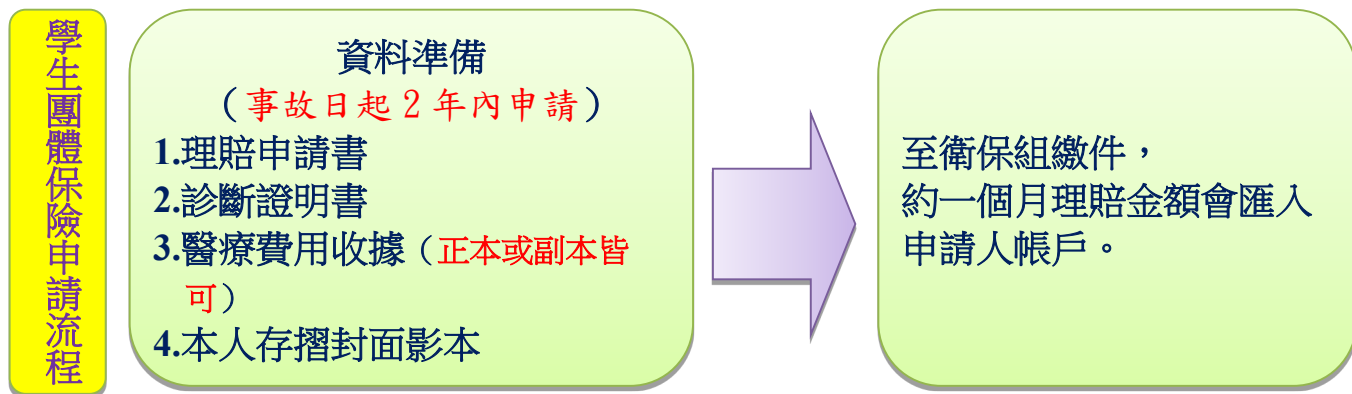 學生團體保險申請流程
資料準備
（事故日起 2 年內申請）
1.理賠申請書
2.診斷證明書
3.醫療費用收據（正本或副本皆
可）
4.本人存摺封面影本
至衛保組繳件，
約一個月理賠金額會匯入
申請人帳戶。